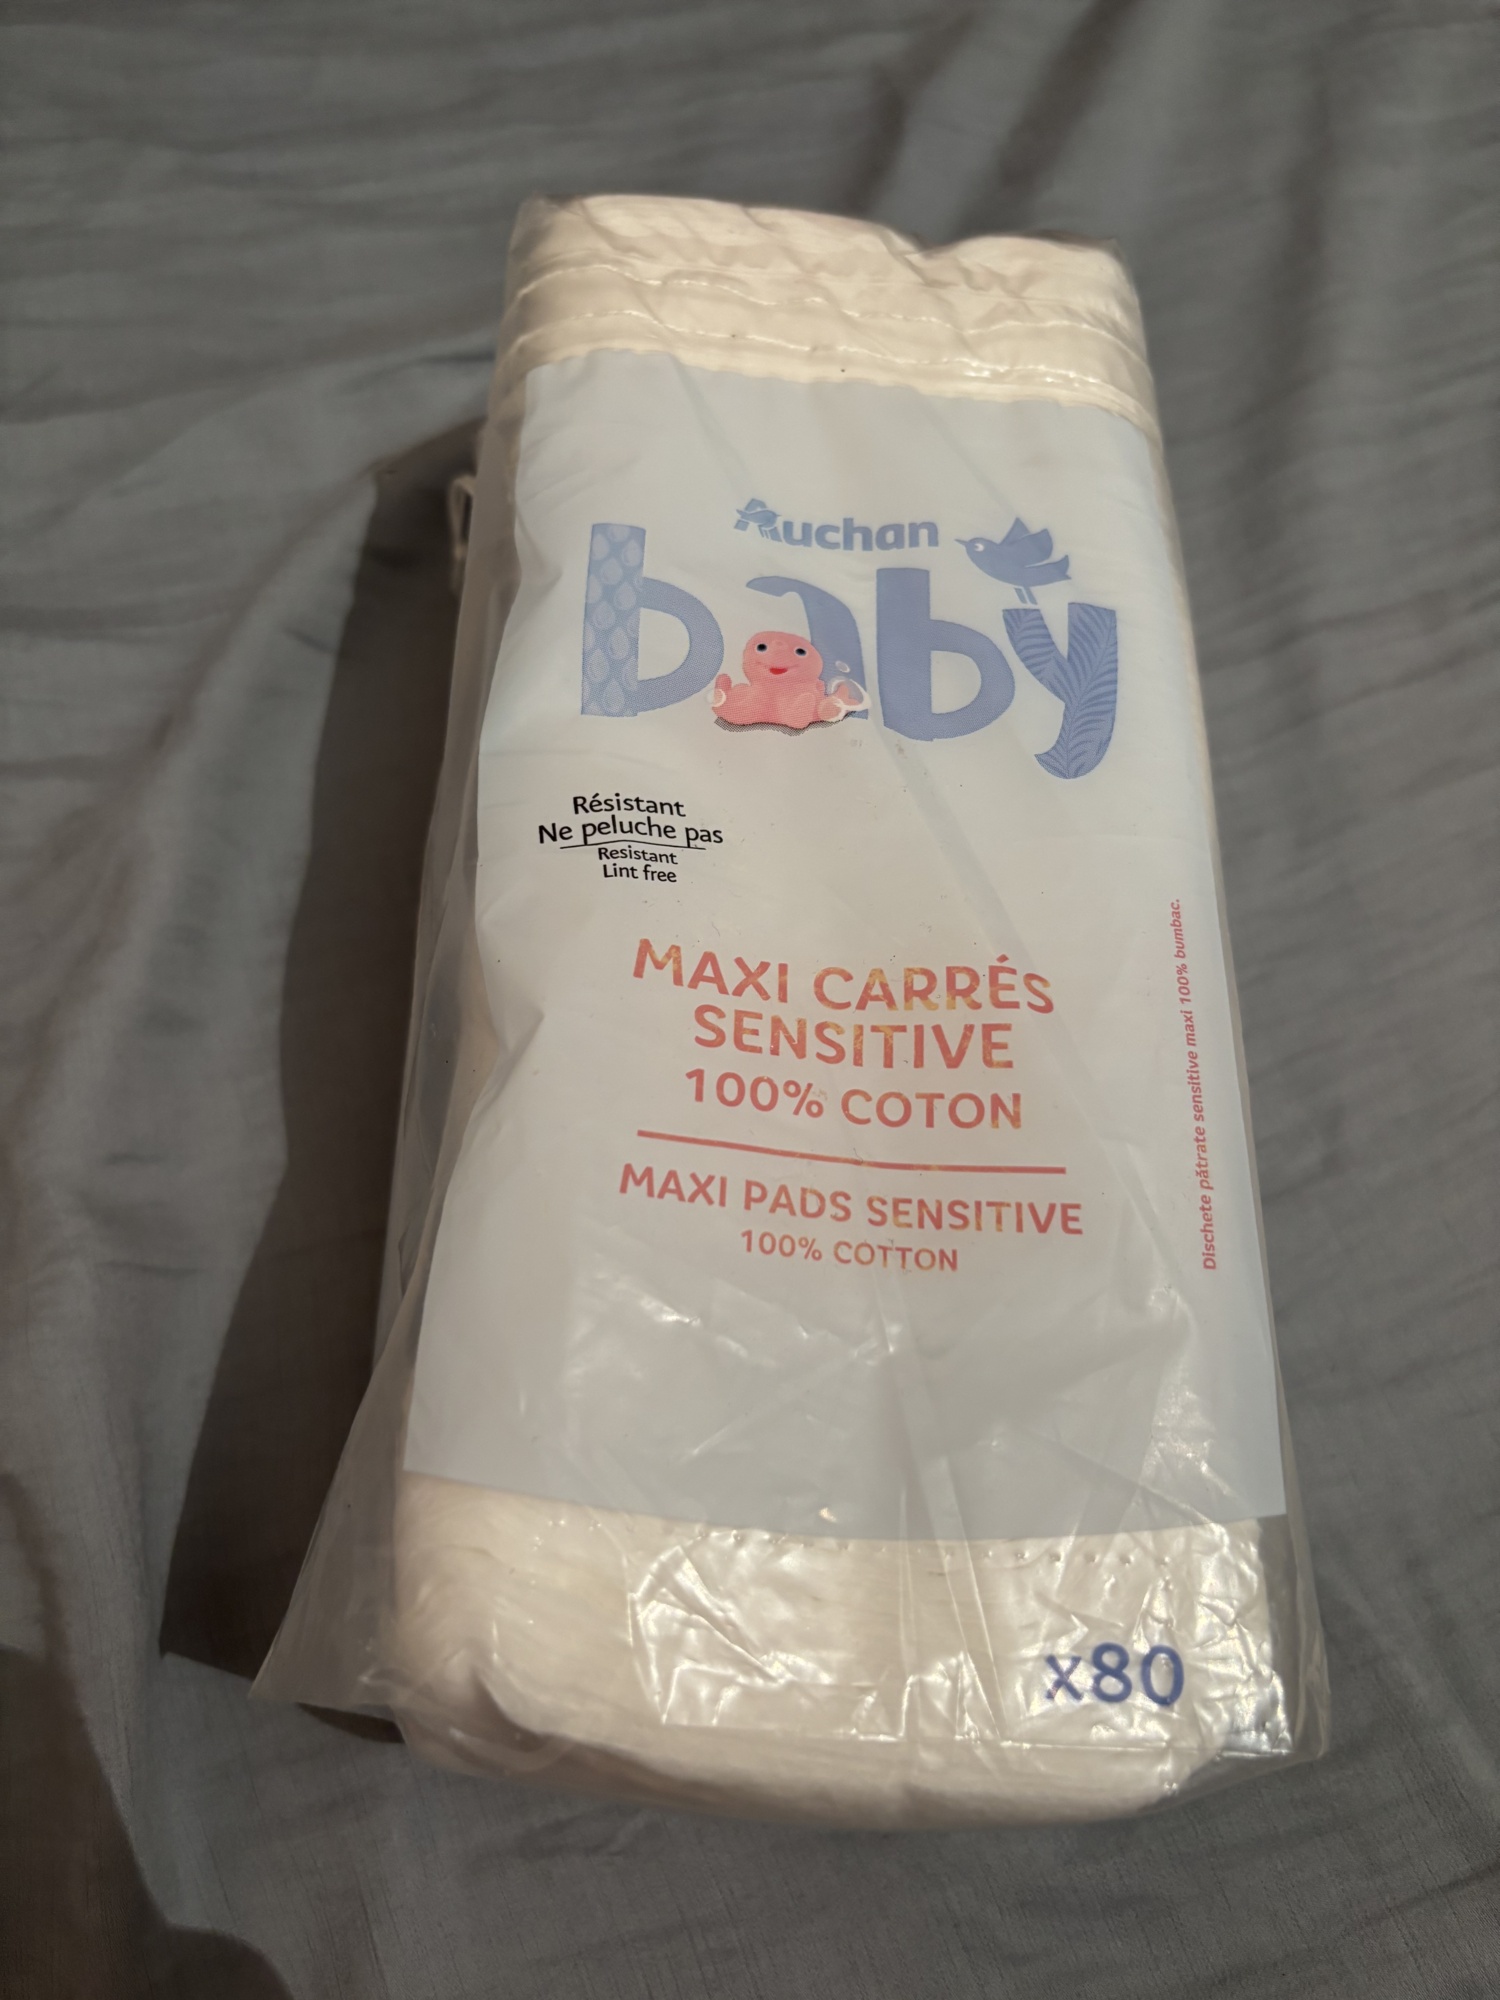 Auchan
baby
Résistant
Ne peluche pas
Resistant
Lint free
MAXI CARRÉS
SENSITIVE
100% COTON
MAXI PADS SENSITIVE
100% COTTON
Dischete pătrate sensitive maxi 100% bumbac.
x80